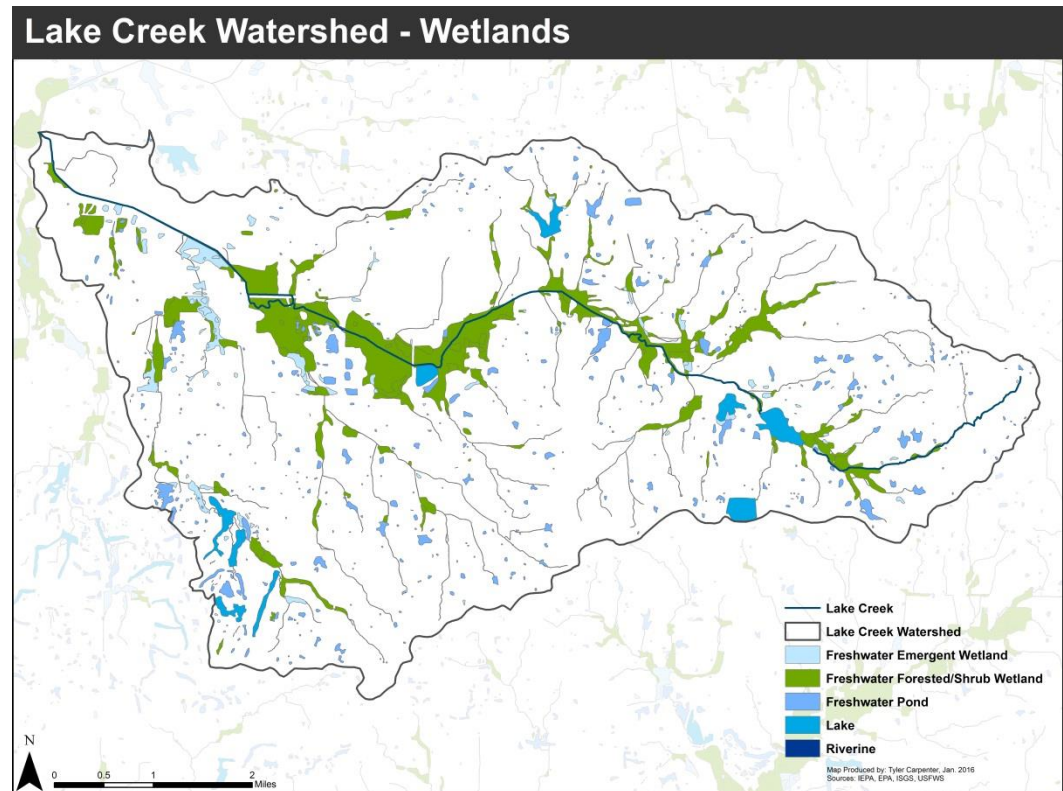 Lake Creek Watershed - Wetlands
Lake Creek
Lake Creek Watershed
Freshwater Emergent Wetland
Freshwater Forested/Shrub Wetland
Freshwater Pond
Lake
Riverine
N
0 0.5 1 2
Miles
Map Produced by: Tyler Carpenter, Jan. 2016
Sources: IEPA, EPA, ISGS, USFWS